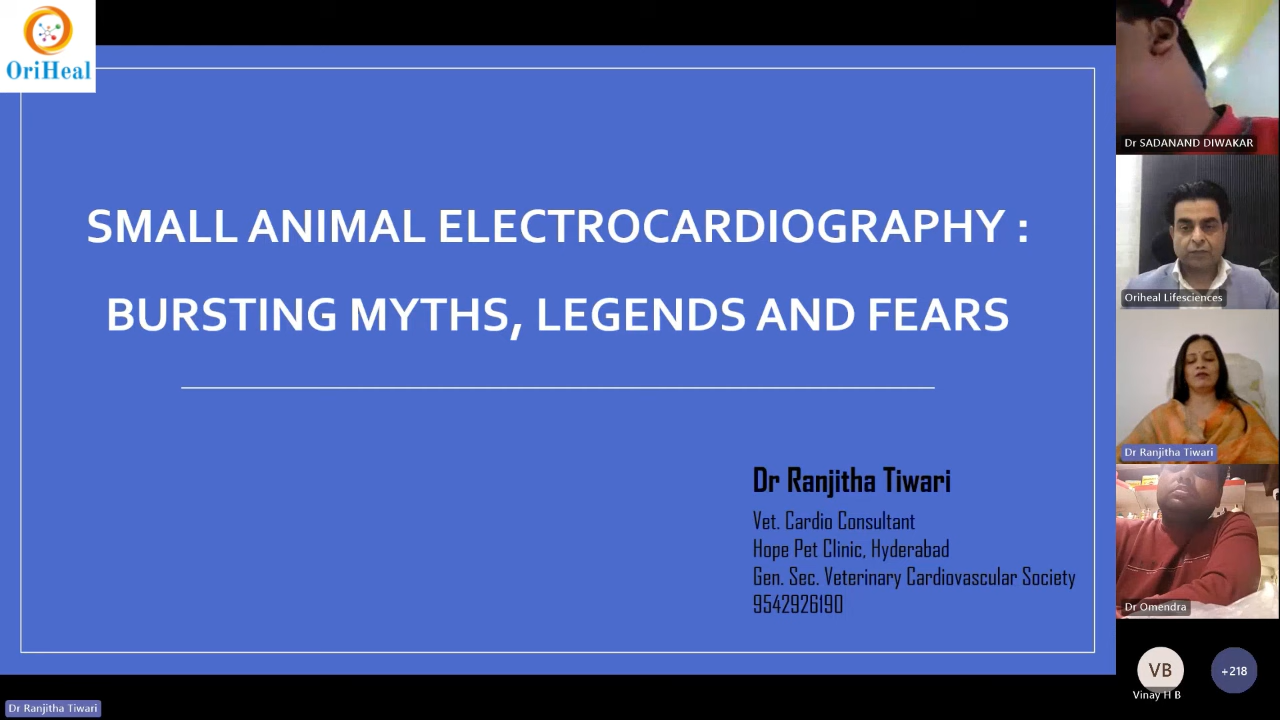 OriHeal
SMALL ANIMAL ELECTROCARDIOGRAPHY :
BURSTING MYTHS, LEGENDS AND FEARS
Dr Ranjitha Tiwari
Vet. Cardio Consultant
Hope Pet Clinic, Hyderabad
Gen. Sec. Veterinary Cardiovascular Society
9542926190
Dr SADANAND DIWAKAR
Oriheal Lifesciences
Dr Ranjitha Tiwari
Dr Omendra
VB
+218
Vinay H B
Dr Ranjitha Tiwari